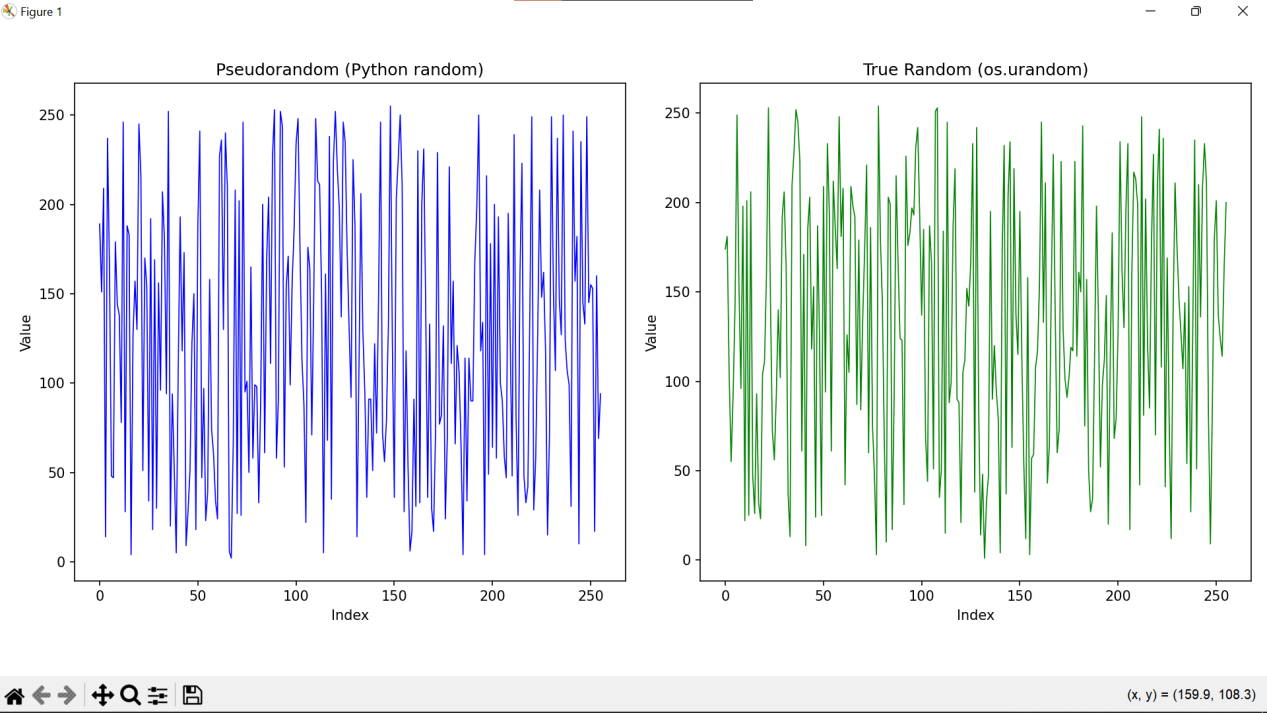 Figure 1
Pseudorandom (Python random)
250
200
150
100
50
0
Value
0 50 100 150 200 250
Index
True Random (os.urandom)
250
200
150
100
50
0
Value
0 50 100 150 200 250
Index
(x, y) = (159.9, 108.3)